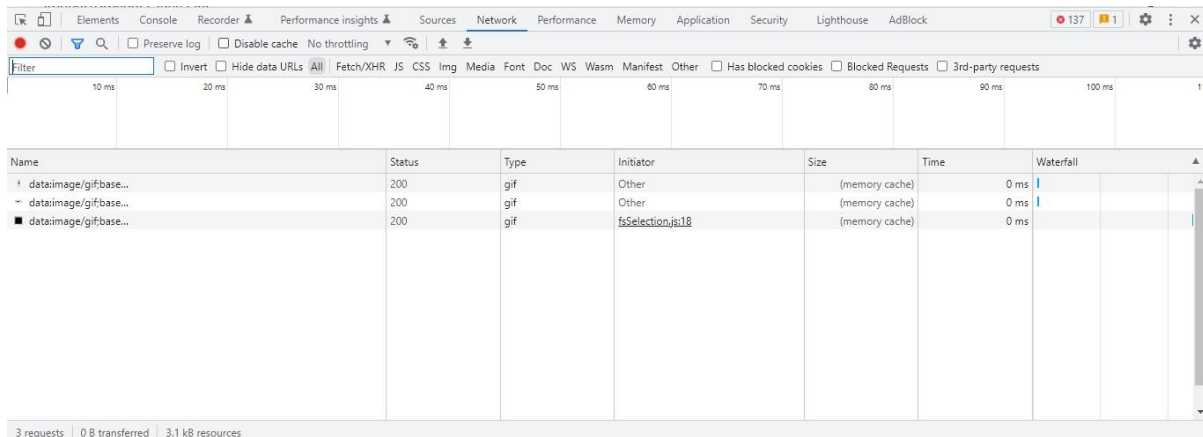 Elements Console Recorder Performance insights Sources Network Performance Memory Application Security Lighthouse AdBlock 137 1
Preserve log Disable cache No throttling
Filter Invert Hide data URLs All Fetch/XHR JS CSS Img Media Font Doc WS Wasm Manifest Other Has blocked cookies Blocked Requests 3rd-party requests
10 ms 20 ms 30 ms 40 ms 50 ms 60 ms 70 ms 80 ms 90 ms 100 ms 1
Name Status Type Initiator Size Time Waterfall
data:image/gif;base... 200 gif Other (memory cache) 0 ms
data:image/gif;base... 200 gif Other (memory cache) 0 ms
data:image/gif;base... 200 gif fsSelection.js:18 (memory cache) 0 ms
3 requests 0 B transferred 3.1 kB resources